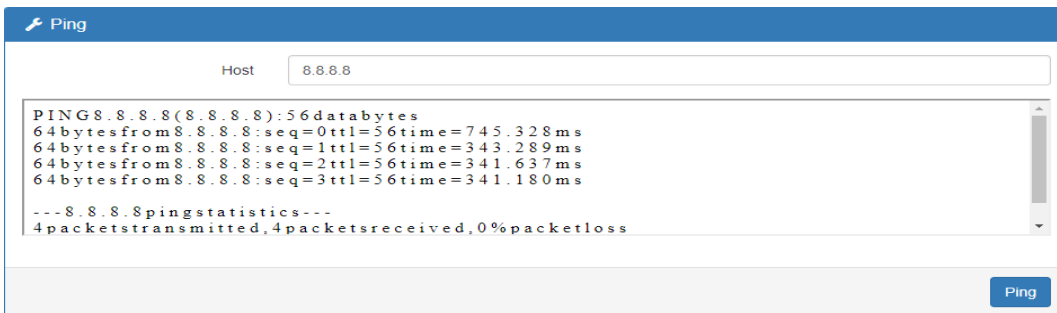 Ping
Host 8.8.8.8
PING8.8.8.8(8.8.8.8):56databytes
64bytesfrom8.8.8.8:seq=0ttl=56time=745.328ms
64bytesfrom8.8.8.8:seq=1ttl=56time=343.289ms
64bytesfrom8.8.8.8:seq=2ttl=56time=341.637ms
64bytesfrom8.8.8.8:seq=3ttl=56time=341.180ms
---8.8.8.8pingstatistics---
4packetstransmitted,4packetsreceived,0%packetloss
Ping